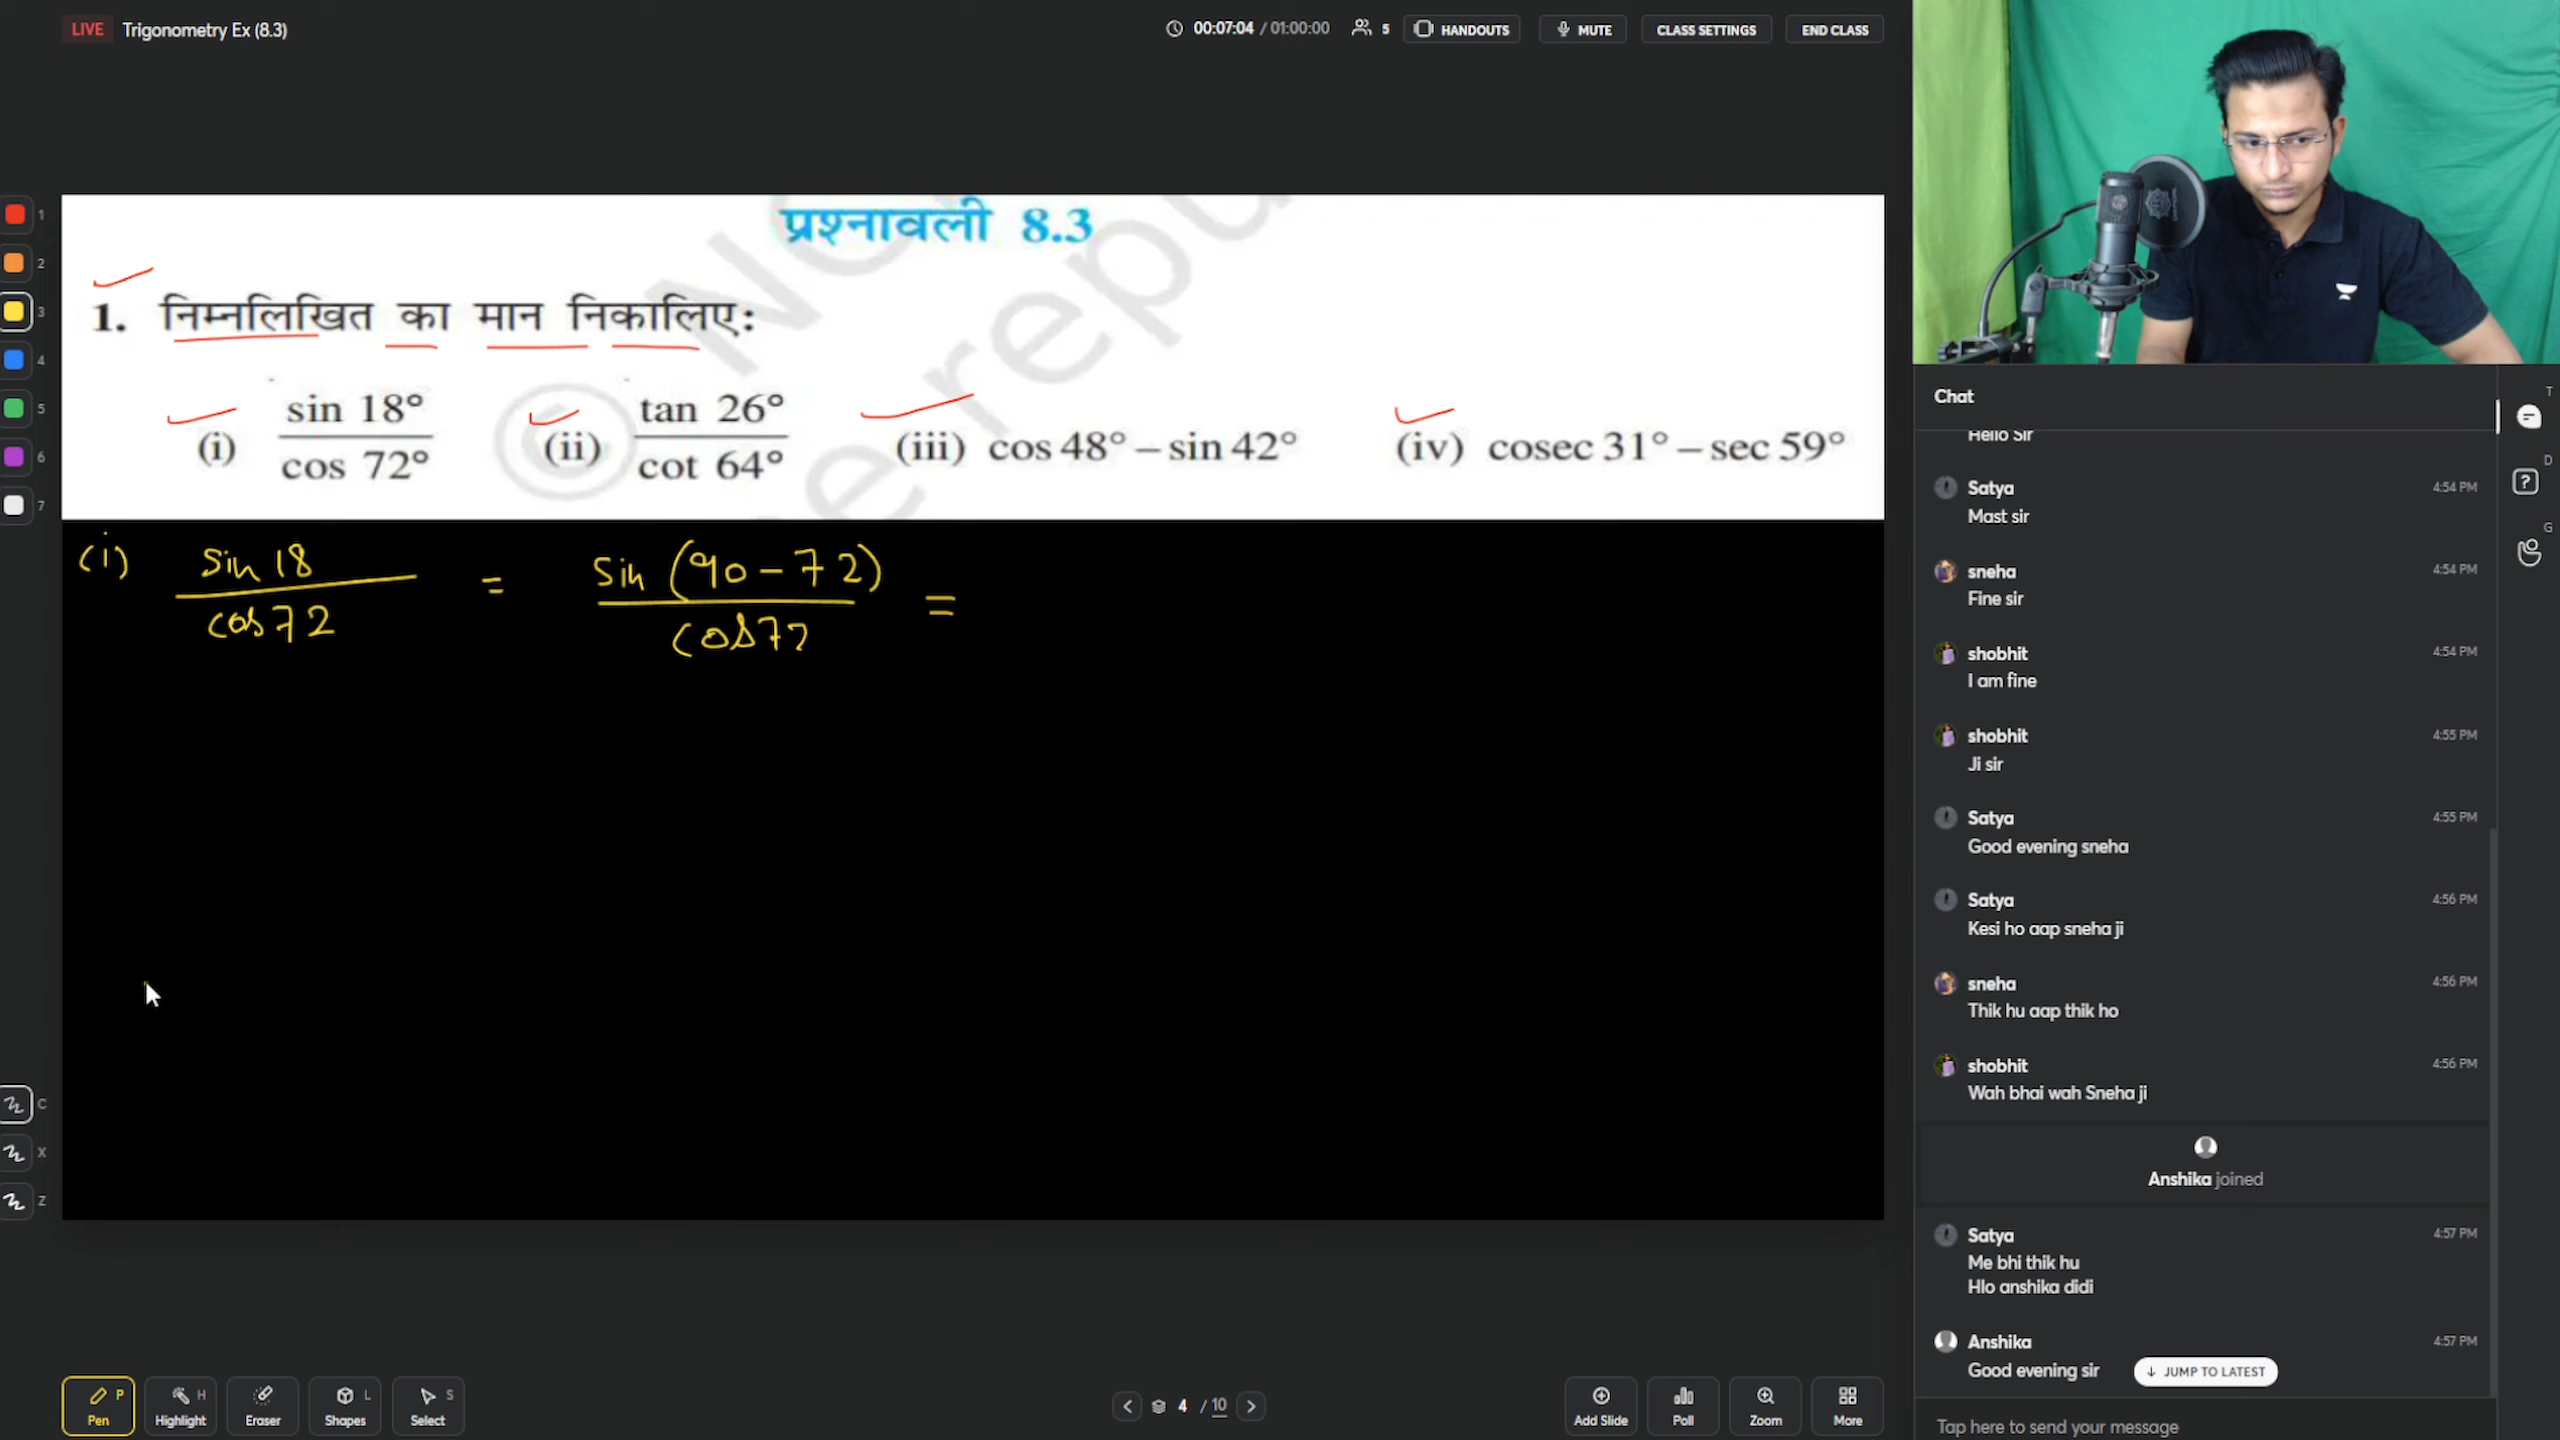 LIVE Trigonometry Ex (8.3)
00:07:04 / 01:00:00 5 HANDOUTS MUTE CLASS SETTINGS END CLASS
1
2
3
4
5
6
7
C
X
Z
प्रश्नावली 8.3
1. निम्नलिखित का मान निकालिए:
(i) sin 18° / cos 72° (ii) tan 26° / cot 64° (iii) cos 48° – sin 42° (iv) cosec 31° – sec 59°
(i) sin 18 / cos 72 = sin (90 – 72) / cos 72 =
Pen P
Highlight H
Eraser
Shapes L
Select S
4 / 10
Add Slide
Poll
Zoom
More
Chat
Hello Sir
Satya 4:54 PM
Mast sir
sneha 4:54 PM
Fine sir
shobhit 4:54 PM
I am fine
shobhit 4:55 PM
Ji sir
Satya 4:55 PM
Good evening sneha
Satya 4:56 PM
Kesi ho aap sneha ji
sneha 4:56 PM
Thik hu aap thik ho
shobhit 4:56 PM
Wah bhai wah Sneha ji
Anshika joined
Satya 4:57 PM
Me bhi thik hu
Hlo anshika didi
Anshika 4:57 PM
Good evening sir
JUMP TO LATEST
Tap here to send your message
T
D
G